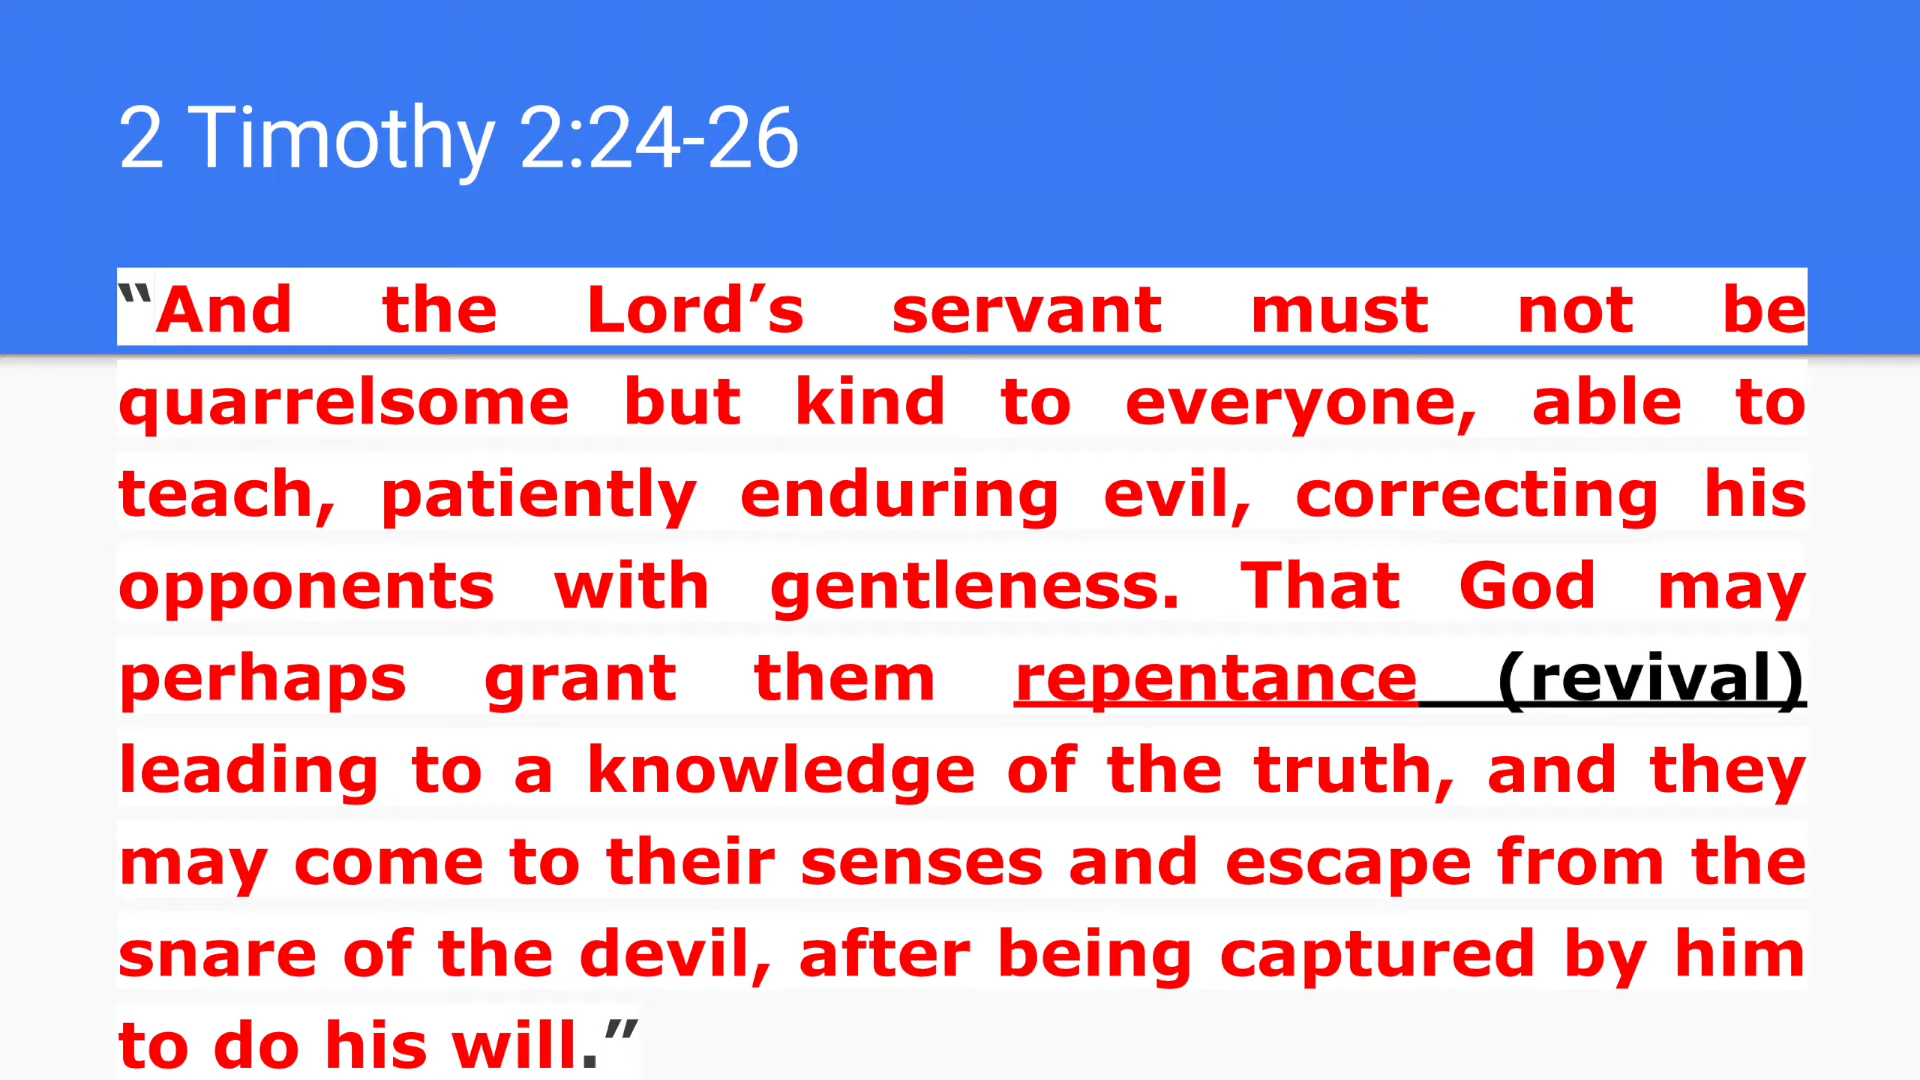 2 Timothy 2:24-26
“And the Lord’s servant must not be
quarrelsome but kind to everyone, able to
teach, patiently enduring evil, correcting his
opponents with gentleness. That God may
perhaps grant them repentance (revival)
leading to a knowledge of the truth, and they
may come to their senses and escape from the
snare of the devil, after being captured by him
to do his will.”